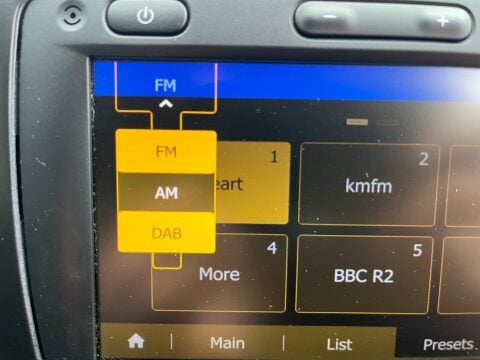 - +
FM
FM
AM
DAB
eart 1
kmfm 2
More 4
BBC R2 5
Main
List
Presets